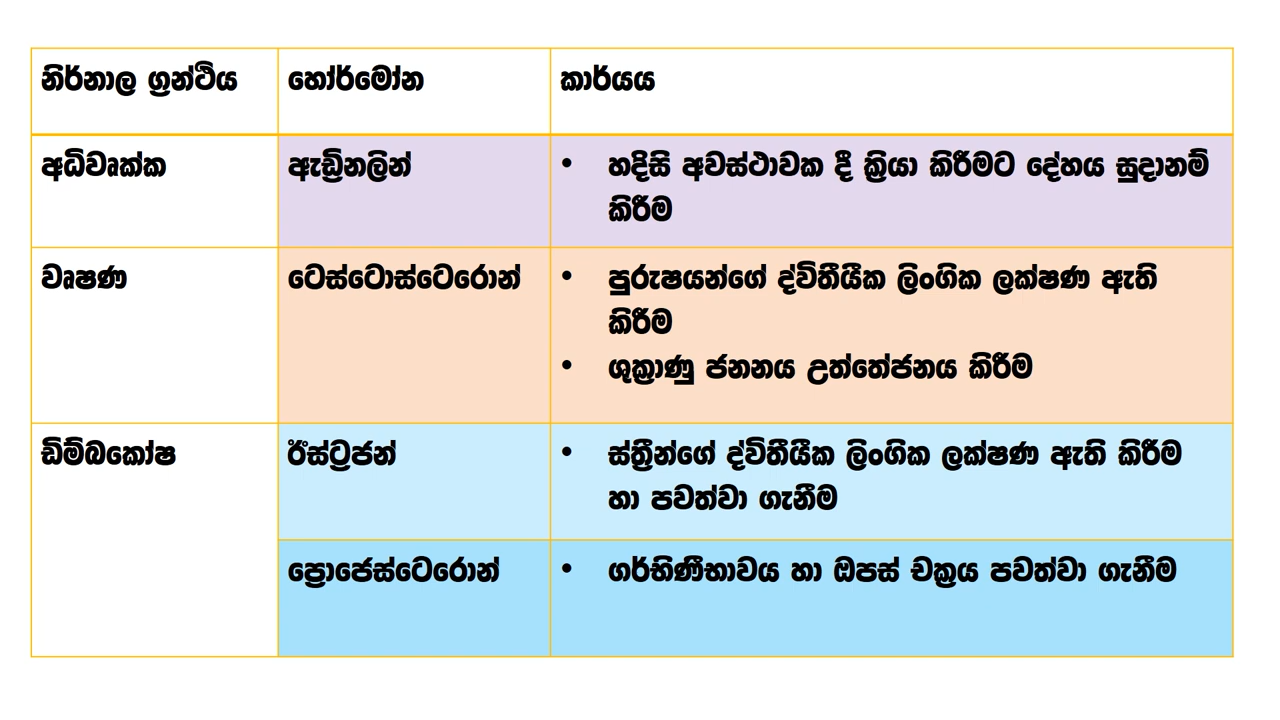 නිර්නාල ග්‍රන්ථිය හෝර්මෝන කාර්යය
අධිවෘක්ක ඇඩ්‍රිනලින් • හදිසි අවස්ථාවක දී ක්‍රියා කිරීමට දේහය සුදානම්
කිරීම
වෘෂණ ටෙස්ටොස්ටෙරොන් • පුරුෂයන්ගේ ද්විතීයීක ලිංගික ලක්ෂණ ඇති
කිරීම
• ශුක්‍රාණු ජනනය උත්තේජනය කිරීම
ඩිම්බකෝෂ ඊස්ට්‍රජන් • ස්ත්‍රීන්ගේ ද්විතීයීක ලිංගික ලක්ෂණ ඇති කිරීම
හා පවත්වා ගැනීම
ප්‍රොජෙස්ටෙරොන් • ගර්භිණීභාවය හා ඔපස් චක්‍රය පවත්වා ගැනීම